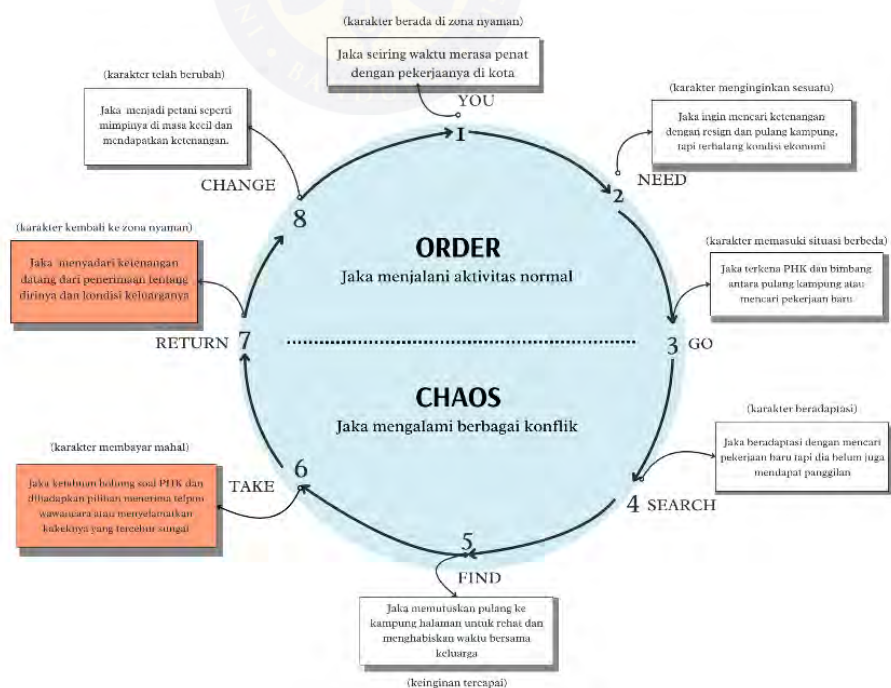 (karakter berada di zona nyaman)
Jaka seiring waktu merasa penat
dengan pekerjaanya di kota
YOU
1
(karakter menginginkan sesuatu)
Jaka ingin mencari ketenangan
dengan resign dan pulang kampung,
tapi terhalang kondisi ekonomi
2
NEED
(karakter memasuki situasi berbeda)
Jaka terkena PHK dan bimbang
antara pulang kampung atau
mencari pekerjaan baru
3 GO
(karakter beradaptasi)
Jaka beradaptasi dengan mencari
pekerjaan baru tapi dia belum juga
mendapat panggilan
4 SEARCH
5
FIND
Jaka memutuskan pulang ke
kampung halaman untuk rehat dan
menghabiskan waktu bersama
keluarga
(keinginan tercapai)
(karakter membayar mahal)
Jaka ketahuan bohong soal PHK dan
dihadapkan pilihan menerima telpon
wawancara atau menyelamatkan
kakeknya yang tercebur sungai
TAKE
6
(karakter kembali ke zona nyaman)
Jaka menyadari ketenangan
datang dari penerimaan tentang
dirinya dan kondisi keluarganya
RETURN 7
(karakter telah berubah)
Jaka menjadi petani seperti
mimpinya di masa kecil dan
mendapatkan ketenangan.
CHANGE
8
ORDER
Jaka menjalani aktivitas normal
CHAOS
Jaka mengalami berbagai konflik